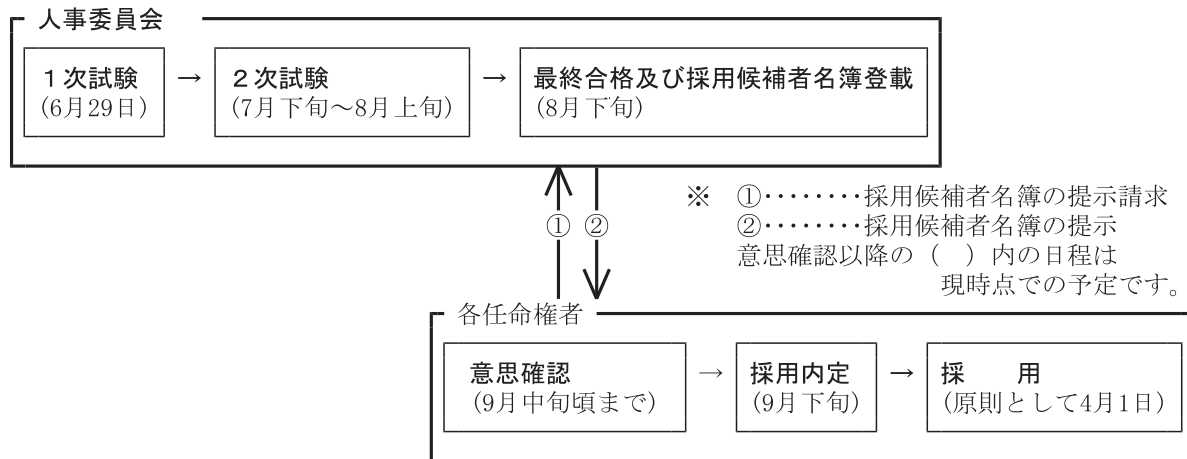 人事委員会
１次試験 → ２次試験 → 最終合格及び採用候補者名簿登載
(6月29日) (7月下旬～8月上旬) (8月下旬)
※ ①‥‥‥‥採用候補者名簿の提示請求
① ② ②‥‥‥‥採用候補者名簿の提示
意思確認以降の（　）内の日程は
現時点での予定です。
各任命権者
意思確認 → 採用内定 → 採　　用
(9月中旬頃まで) (9月下旬) (原則として4月1日)